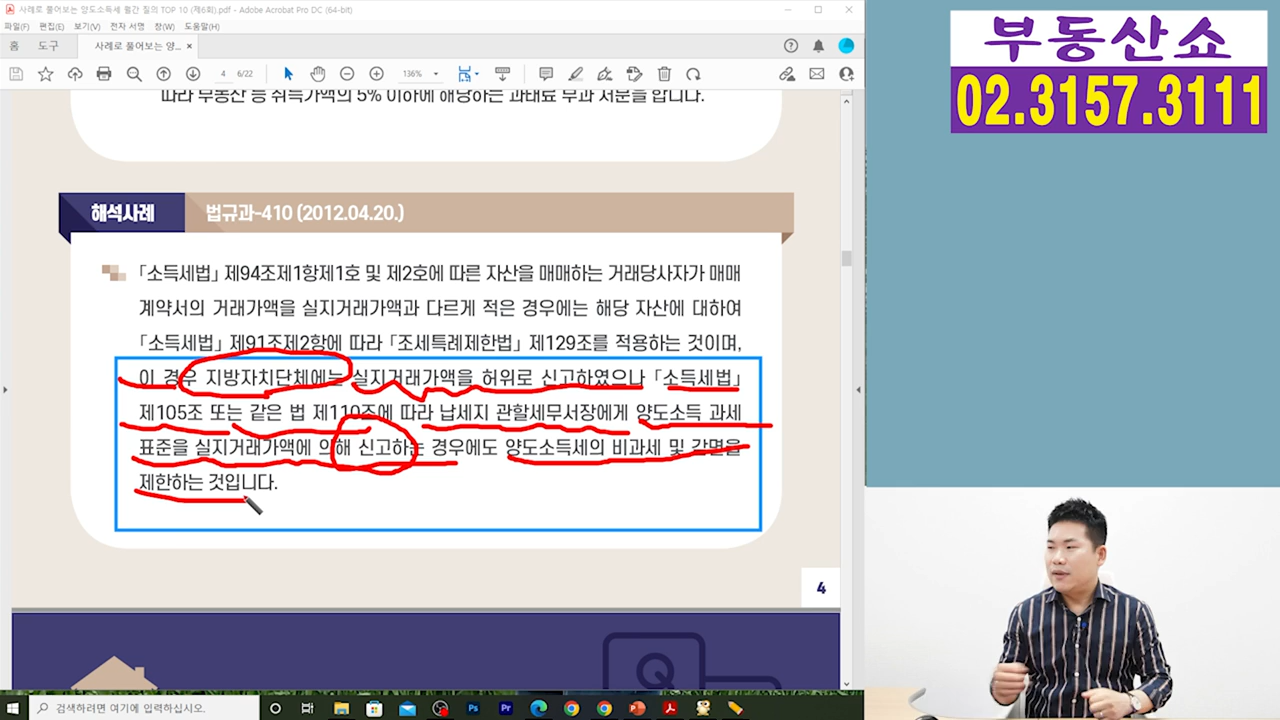 사례로 풀어보는 양도소득세 월간 질의 TOP 10 (제6회).pdf - Adobe Acrobat Pro DC (64-bit)
파일(F) 편집(E) 보기(V) 전자 서명 창(W) 도움말(H)
홈 도구 사례로 풀어보는 양... ×
4 6/22 136%
따라 부동산 등 취득가액의 5% 이하에 해당하는 과태료 부과 처분을 합니다.
해석사례 법규과-410 (2012.04.20.)
「소득세법」 제94조제1항제1호 및 제2호에 따른 자산을 매매하는 거래당사자가 매매
계약서의 거래가액을 실지거래가액과 다르게 적은 경우에는 해당 자산에 대하여
「소득세법」 제91조제2항에 따라 「조세특례제한법」 제129조를 적용하는 것이며,
이 경우 지방자치단체에는 실지거래가액을 허위로 신고하였으나 「소득세법」
제105조 또는 같은 법 제110조에 따라 납세지 관할세무서장에게 양도소득 과세
표준을 실지거래가액에 의해 신고하는 경우에도 양도소득세의 비과세 및 감면을
제한하는 것입니다.
4
Q
검색하려면 여기에 입력하십시오.
부동산쇼
02.3157.3111